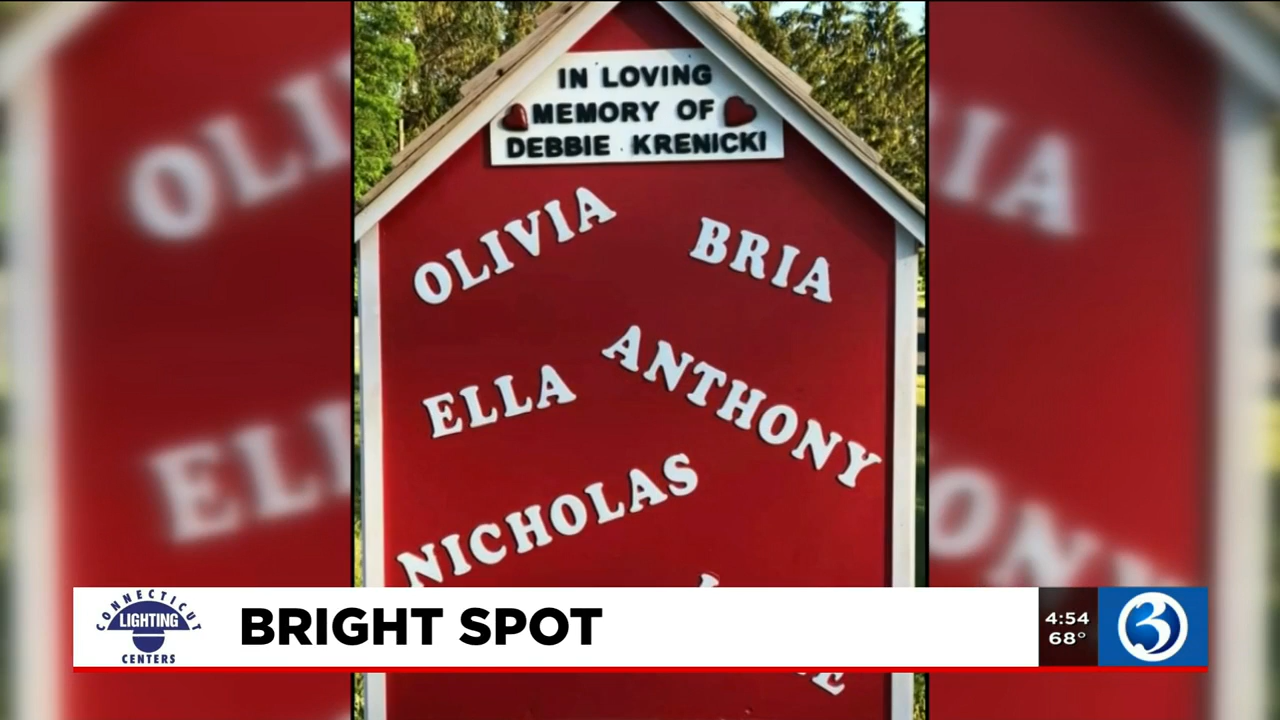 IN LOVING
MEMORY OF
DEBBIE KRENICKI
OLIVIA
BRIA
ELLA
ANTHONY
NICHOLAS
CONNECTICUT
LIGHTING
CENTERS
BRIGHT SPOT
4:54
68°
3